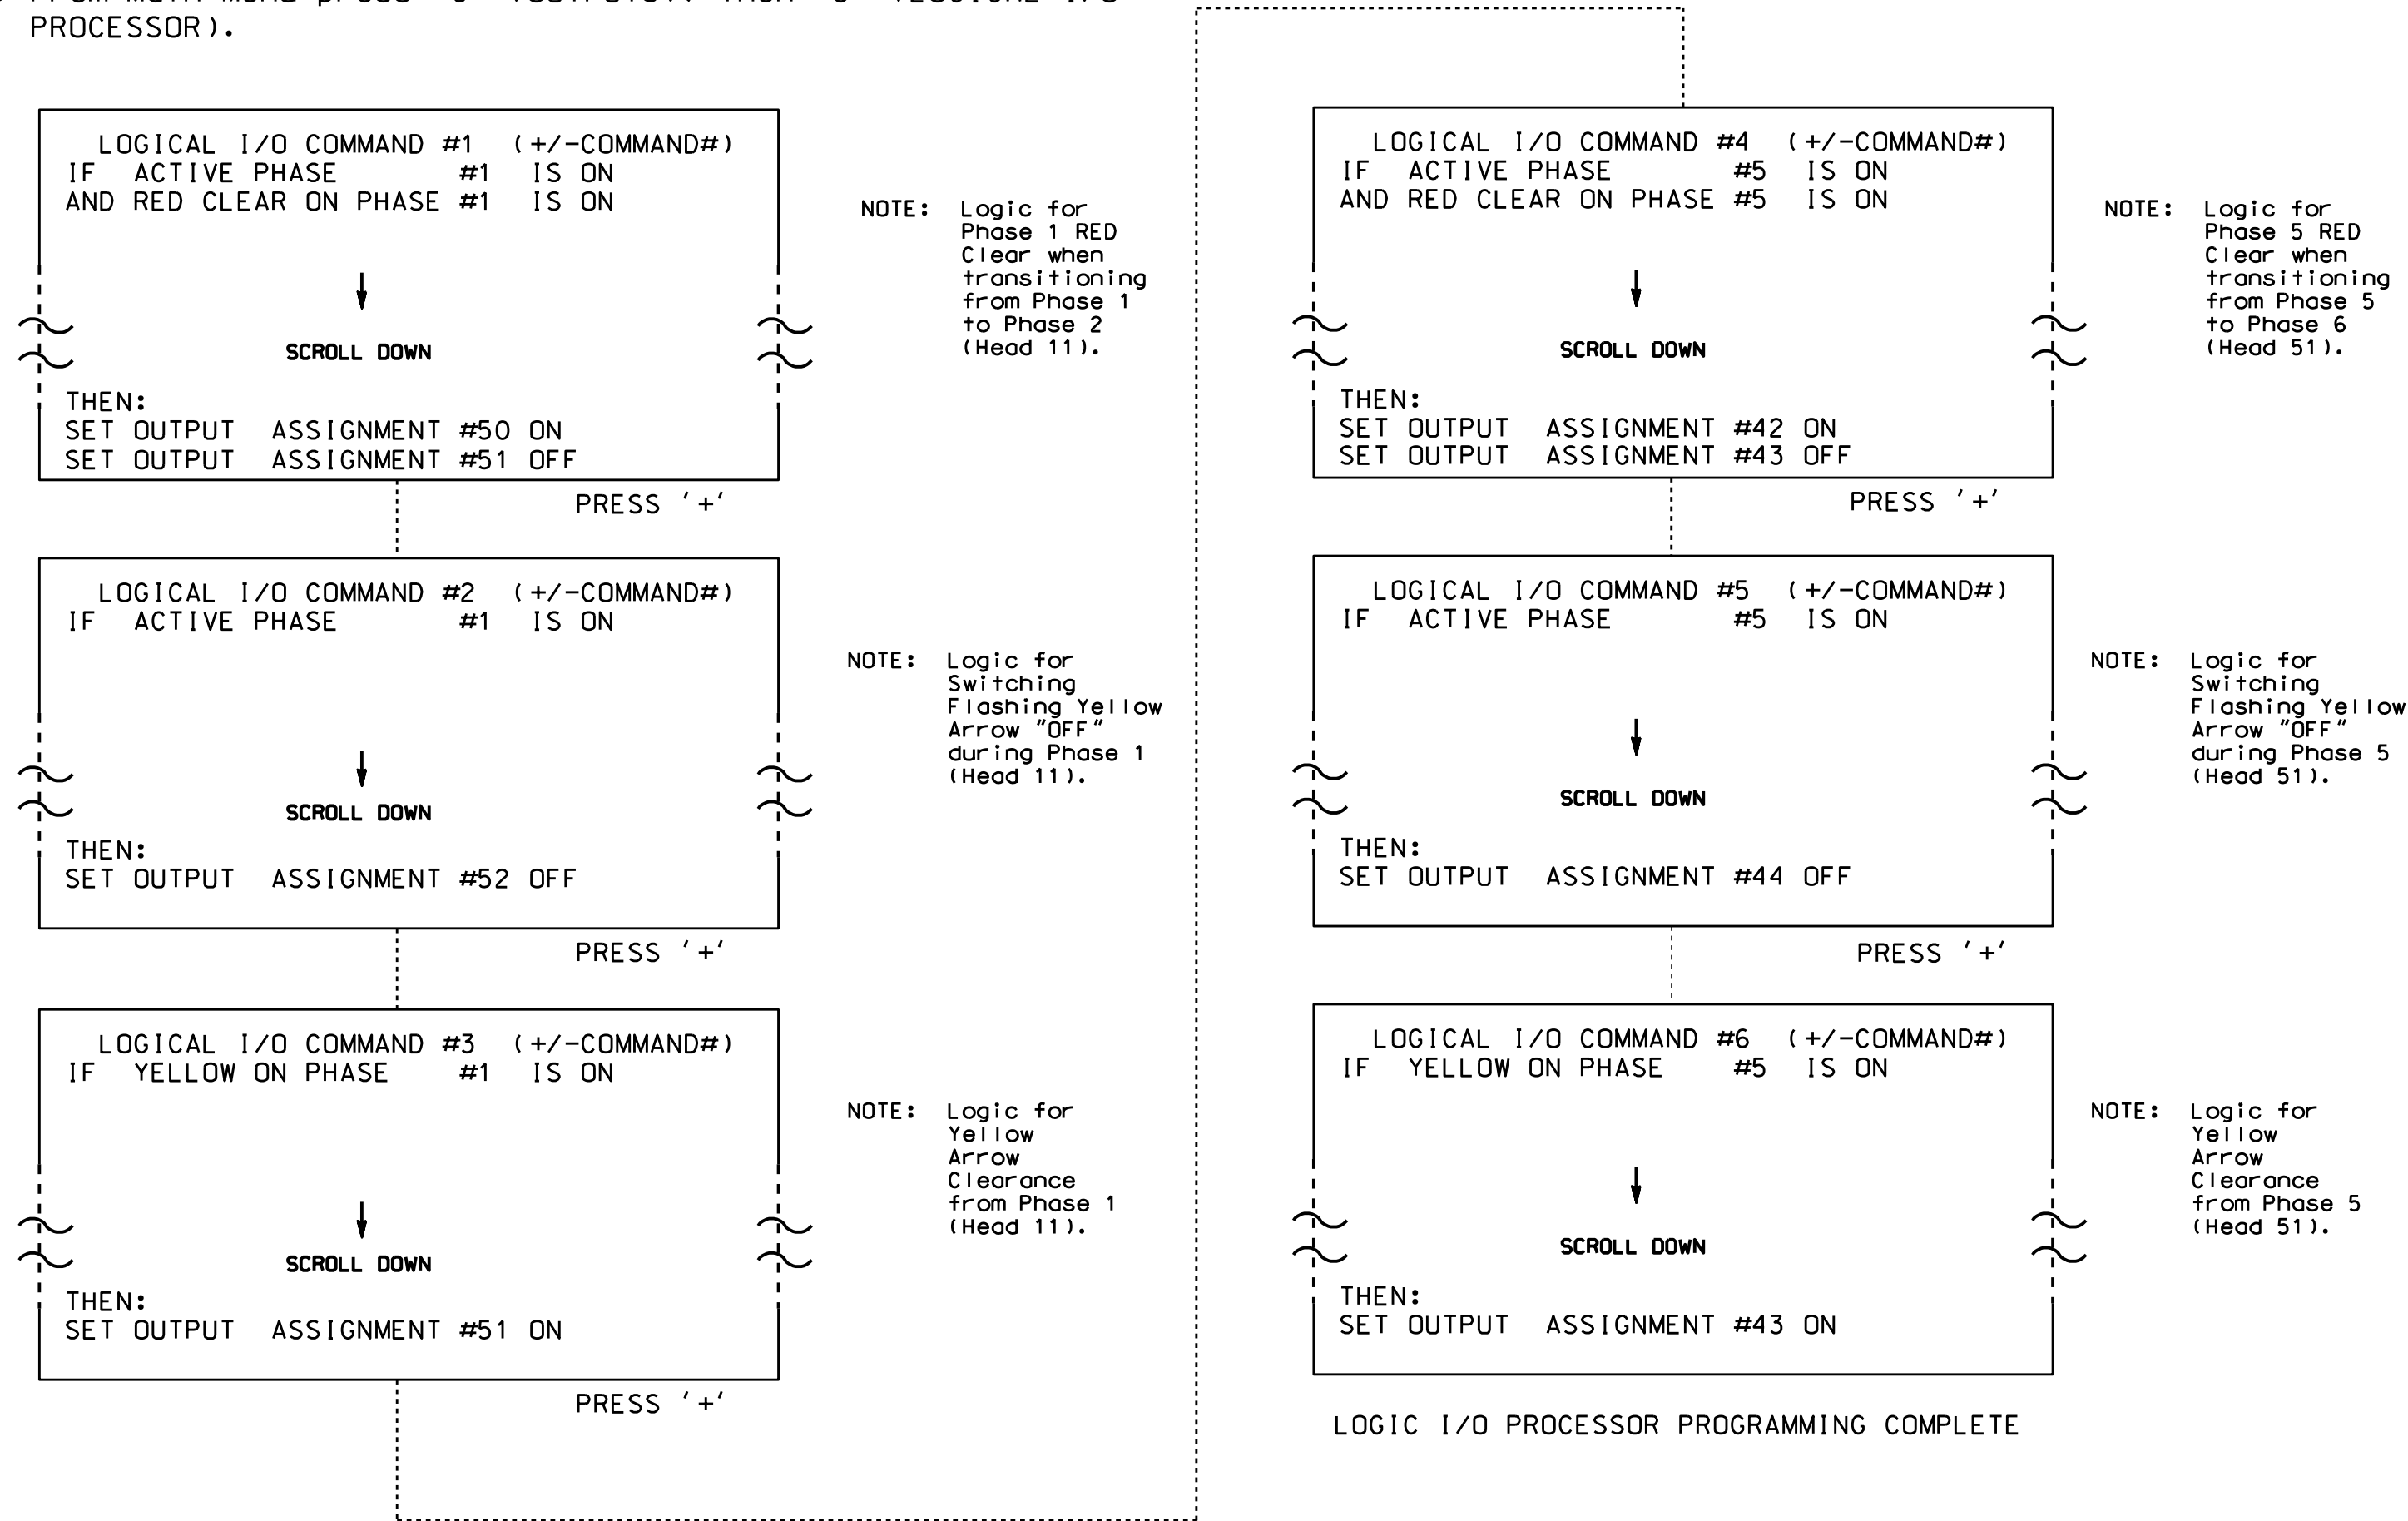 PROCESSOR).
LOGICAL I/O COMMAND #1 (+/-COMMAND#)
IF ACTIVE PHASE #1 IS ON
AND RED CLEAR ON PHASE #1 IS ON
SCROLL DOWN
THEN:
SET OUTPUT ASSIGNMENT #50 ON
SET OUTPUT ASSIGNMENT #51 OFF
PRESS '+'
NOTE: Logic for
Phase 1 RED
Clear when
transitioning
from Phase 1
to Phase 2
(Head 11).
LOGICAL I/O COMMAND #2 (+/-COMMAND#)
IF ACTIVE PHASE #1 IS ON
SCROLL DOWN
THEN:
SET OUTPUT ASSIGNMENT #52 OFF
PRESS '+'
NOTE: Logic for
Switching
Flashing Yellow
Arrow "OFF"
during Phase 1
(Head 11).
LOGICAL I/O COMMAND #3 (+/-COMMAND#)
IF YELLOW ON PHASE #1 IS ON
SCROLL DOWN
THEN:
SET OUTPUT ASSIGNMENT #51 ON
PRESS '+'
NOTE: Logic for
Yellow
Arrow
Clearance
from Phase 1
(Head 11).
LOGICAL I/O COMMAND #4 (+/-COMMAND#)
IF ACTIVE PHASE #5 IS ON
AND RED CLEAR ON PHASE #5 IS ON
SCROLL DOWN
THEN:
SET OUTPUT ASSIGNMENT #42 ON
SET OUTPUT ASSIGNMENT #43 OFF
PRESS '+'
NOTE: Logic for
Phase 5 RED
Clear when
transitioning
from Phase 5
to Phase 6
(Head 51).
LOGICAL I/O COMMAND #5 (+/-COMMAND#)
IF ACTIVE PHASE #5 IS ON
SCROLL DOWN
THEN:
SET OUTPUT ASSIGNMENT #44 OFF
PRESS '+'
NOTE: Logic for
Switching
Flashing Yellow
Arrow "OFF"
during Phase 5
(Head 51).
LOGICAL I/O COMMAND #6 (+/-COMMAND#)
IF YELLOW ON PHASE #5 IS ON
SCROLL DOWN
THEN:
SET OUTPUT ASSIGNMENT #43 ON
NOTE: Logic for
Yellow
Arrow
Clearance
from Phase 5
(Head 51).
LOGIC I/O PROCESSOR PROGRAMMING COMPLETE